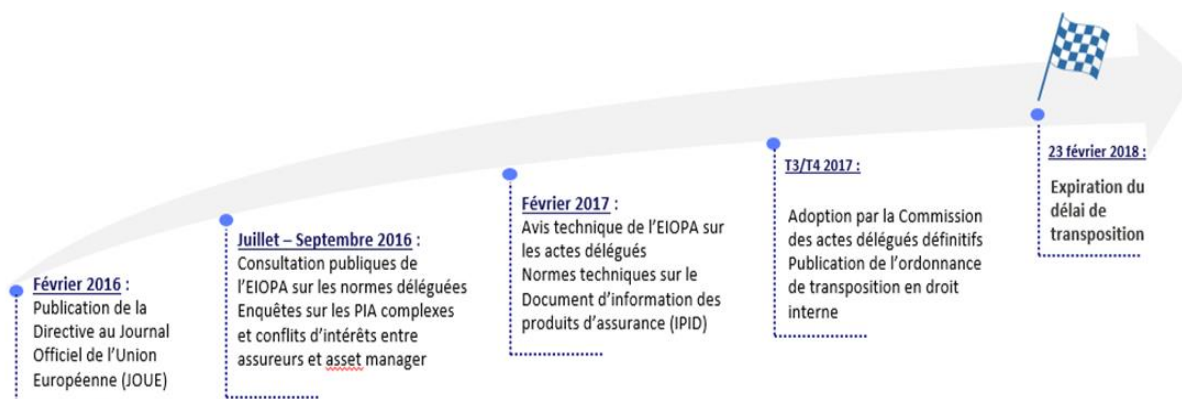 Février 2016 :
Publication de la
Directive au Journal
Officiel de l'Union
Européenne (JOUE)
Juillet – Septembre 2016 :
Consultation publiques de
l'EIOPA sur les normes déléguées
Enquêtes sur les PIA complexes
et conflits d'intérêts entre
assureurs et asset manager
Février 2017 :
Avis technique de l'EIOPA sur
les actes délégués
Normes techniques sur le
Document d'information des
produits d'assurance (IPID)
T3/T4 2017 :
Adoption par la Commission
des actes délégués définitifs
Publication de l'ordonnance
de transposition en droit
interne
23 février 2018 :
Expiration du
délai de
transposition